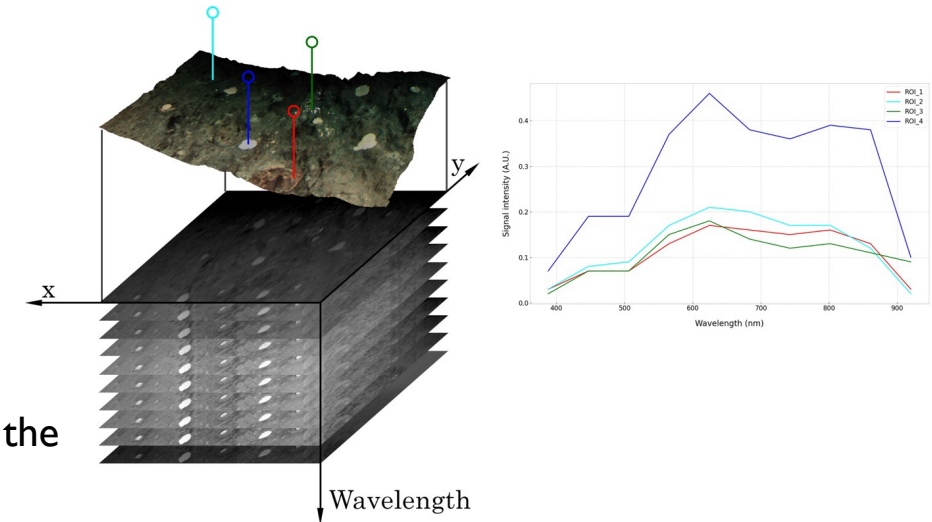 y
x
the
Wavelength
ROI_1
ROI_2
ROI_3
ROI_4
Signal intensity (A.U.)
0.4
0.3
0.2
0.1
0.0
400 500 600 700 800 900
Wavelength (nm)